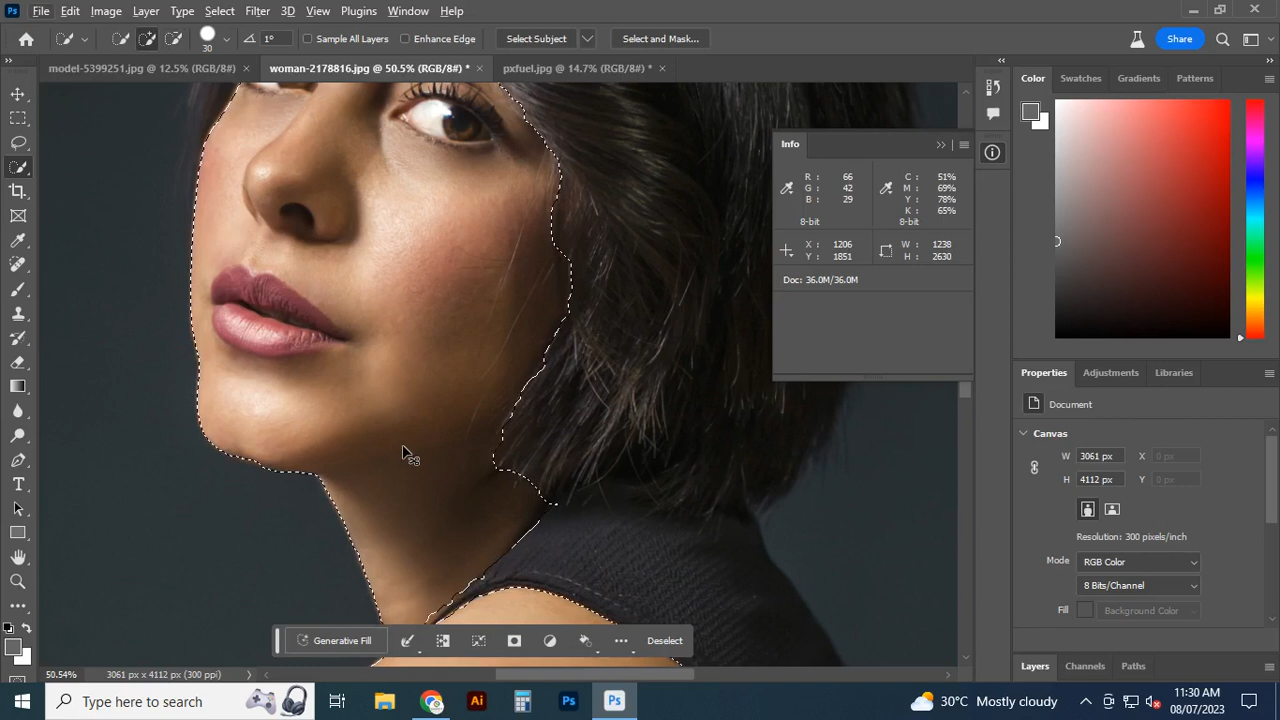 Ps File Edit Image Layer Type Select Filter 3D View Plugins Window Help
30 1° Sample All Layers Enhance Edge Select Subject Select and Mask... Share
model-5399251.jpg @ 12.5% (RGB/8#) × woman-2178816.jpg @ 50.5% (RGB/8#) * × pxfuel.jpg @ 14.7% (RGB/8#) * ×
Color Swatches Gradients Patterns
Info
R : 66 C : 51%
G : 42 M : 69%
B : 29 Y : 78%
K : 65%
8-bit 8-bit
X : 1206 W : 1238
Y : 1851 H : 2630
Doc: 36.0M/36.0M
Properties Adjustments Libraries
Document
Canvas
W 3061 px X 0 px
H 4112 px Y 0 px
Resolution: 300 pixels/inch
Mode RGB Color
8 Bits/Channel
Fill Background Color
Generative Fill Deselect
Layers Channels Paths
50.54% 3061 px x 4112 px (300 ppi)
Type here to search Ai Ps Ps 30°C Mostly cloudy 11:30 AM
08/07/2023